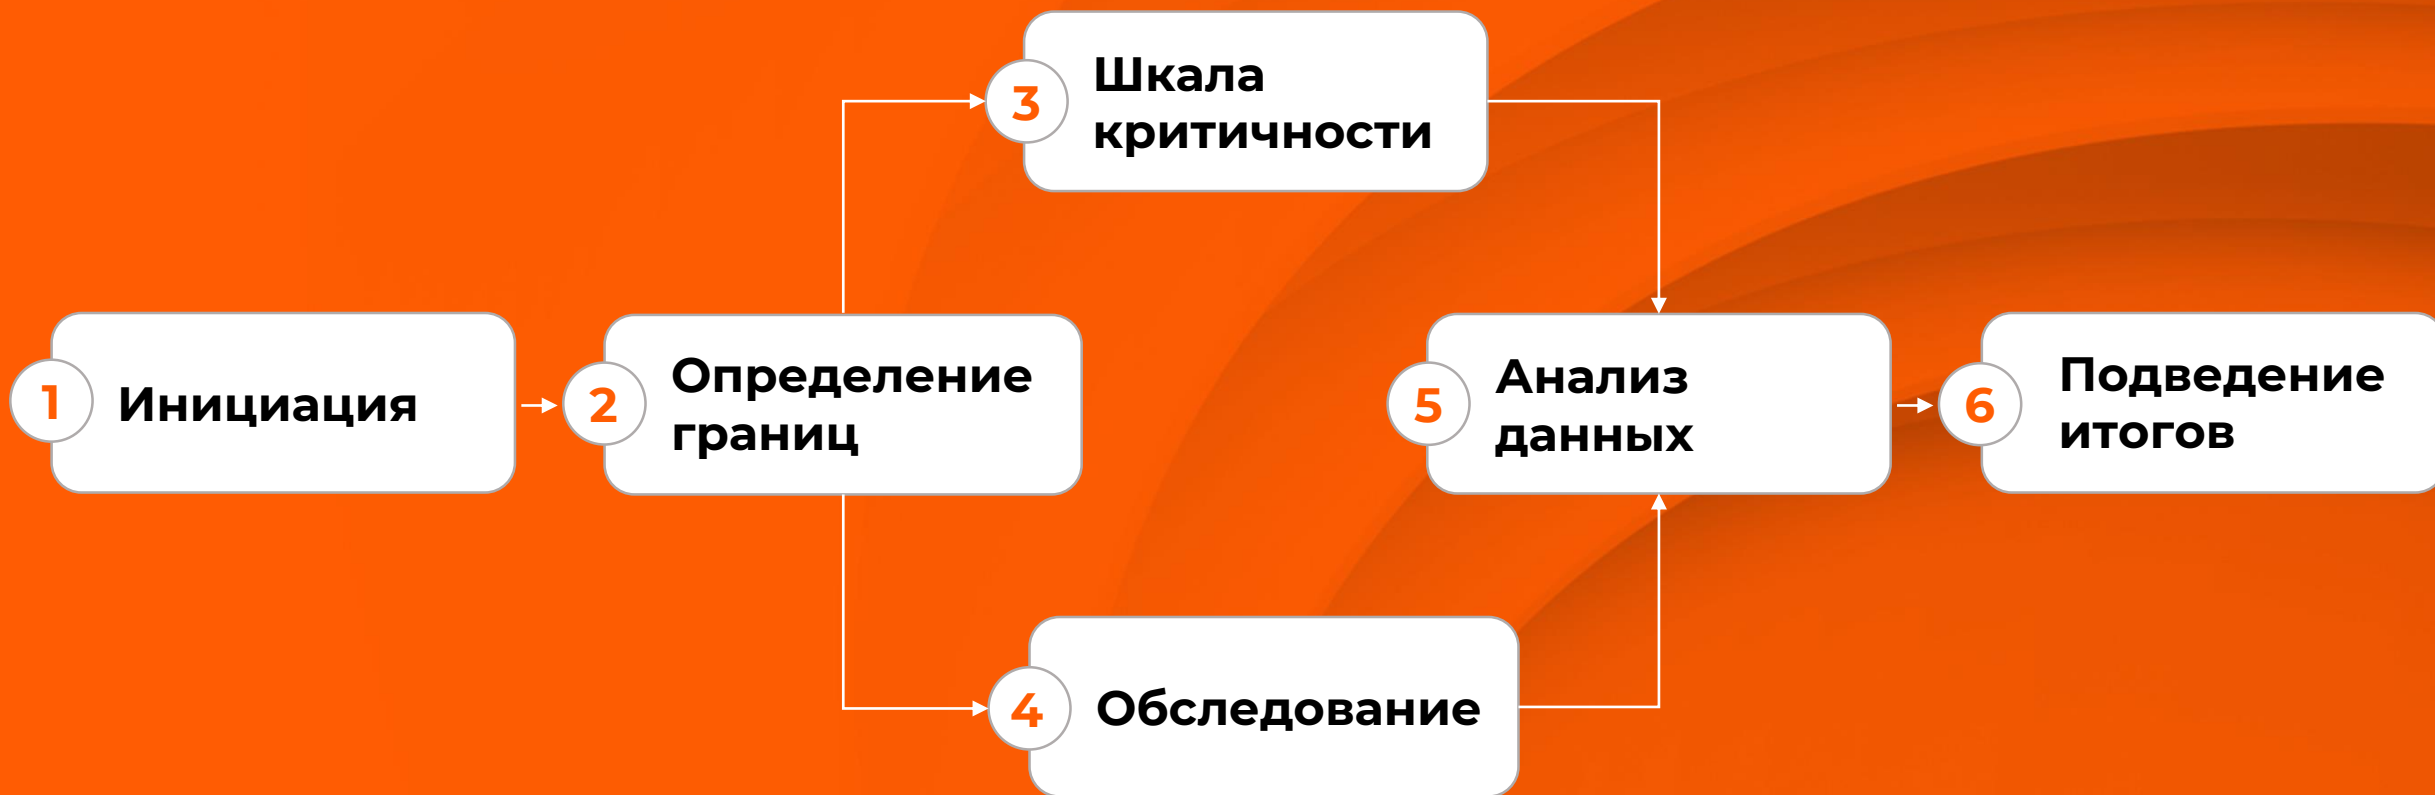 1
Инициация
2
Определение
границ
3
Шкала
критичности
4
Обследование
5
Анализ
данных
6
Подведение
итогов